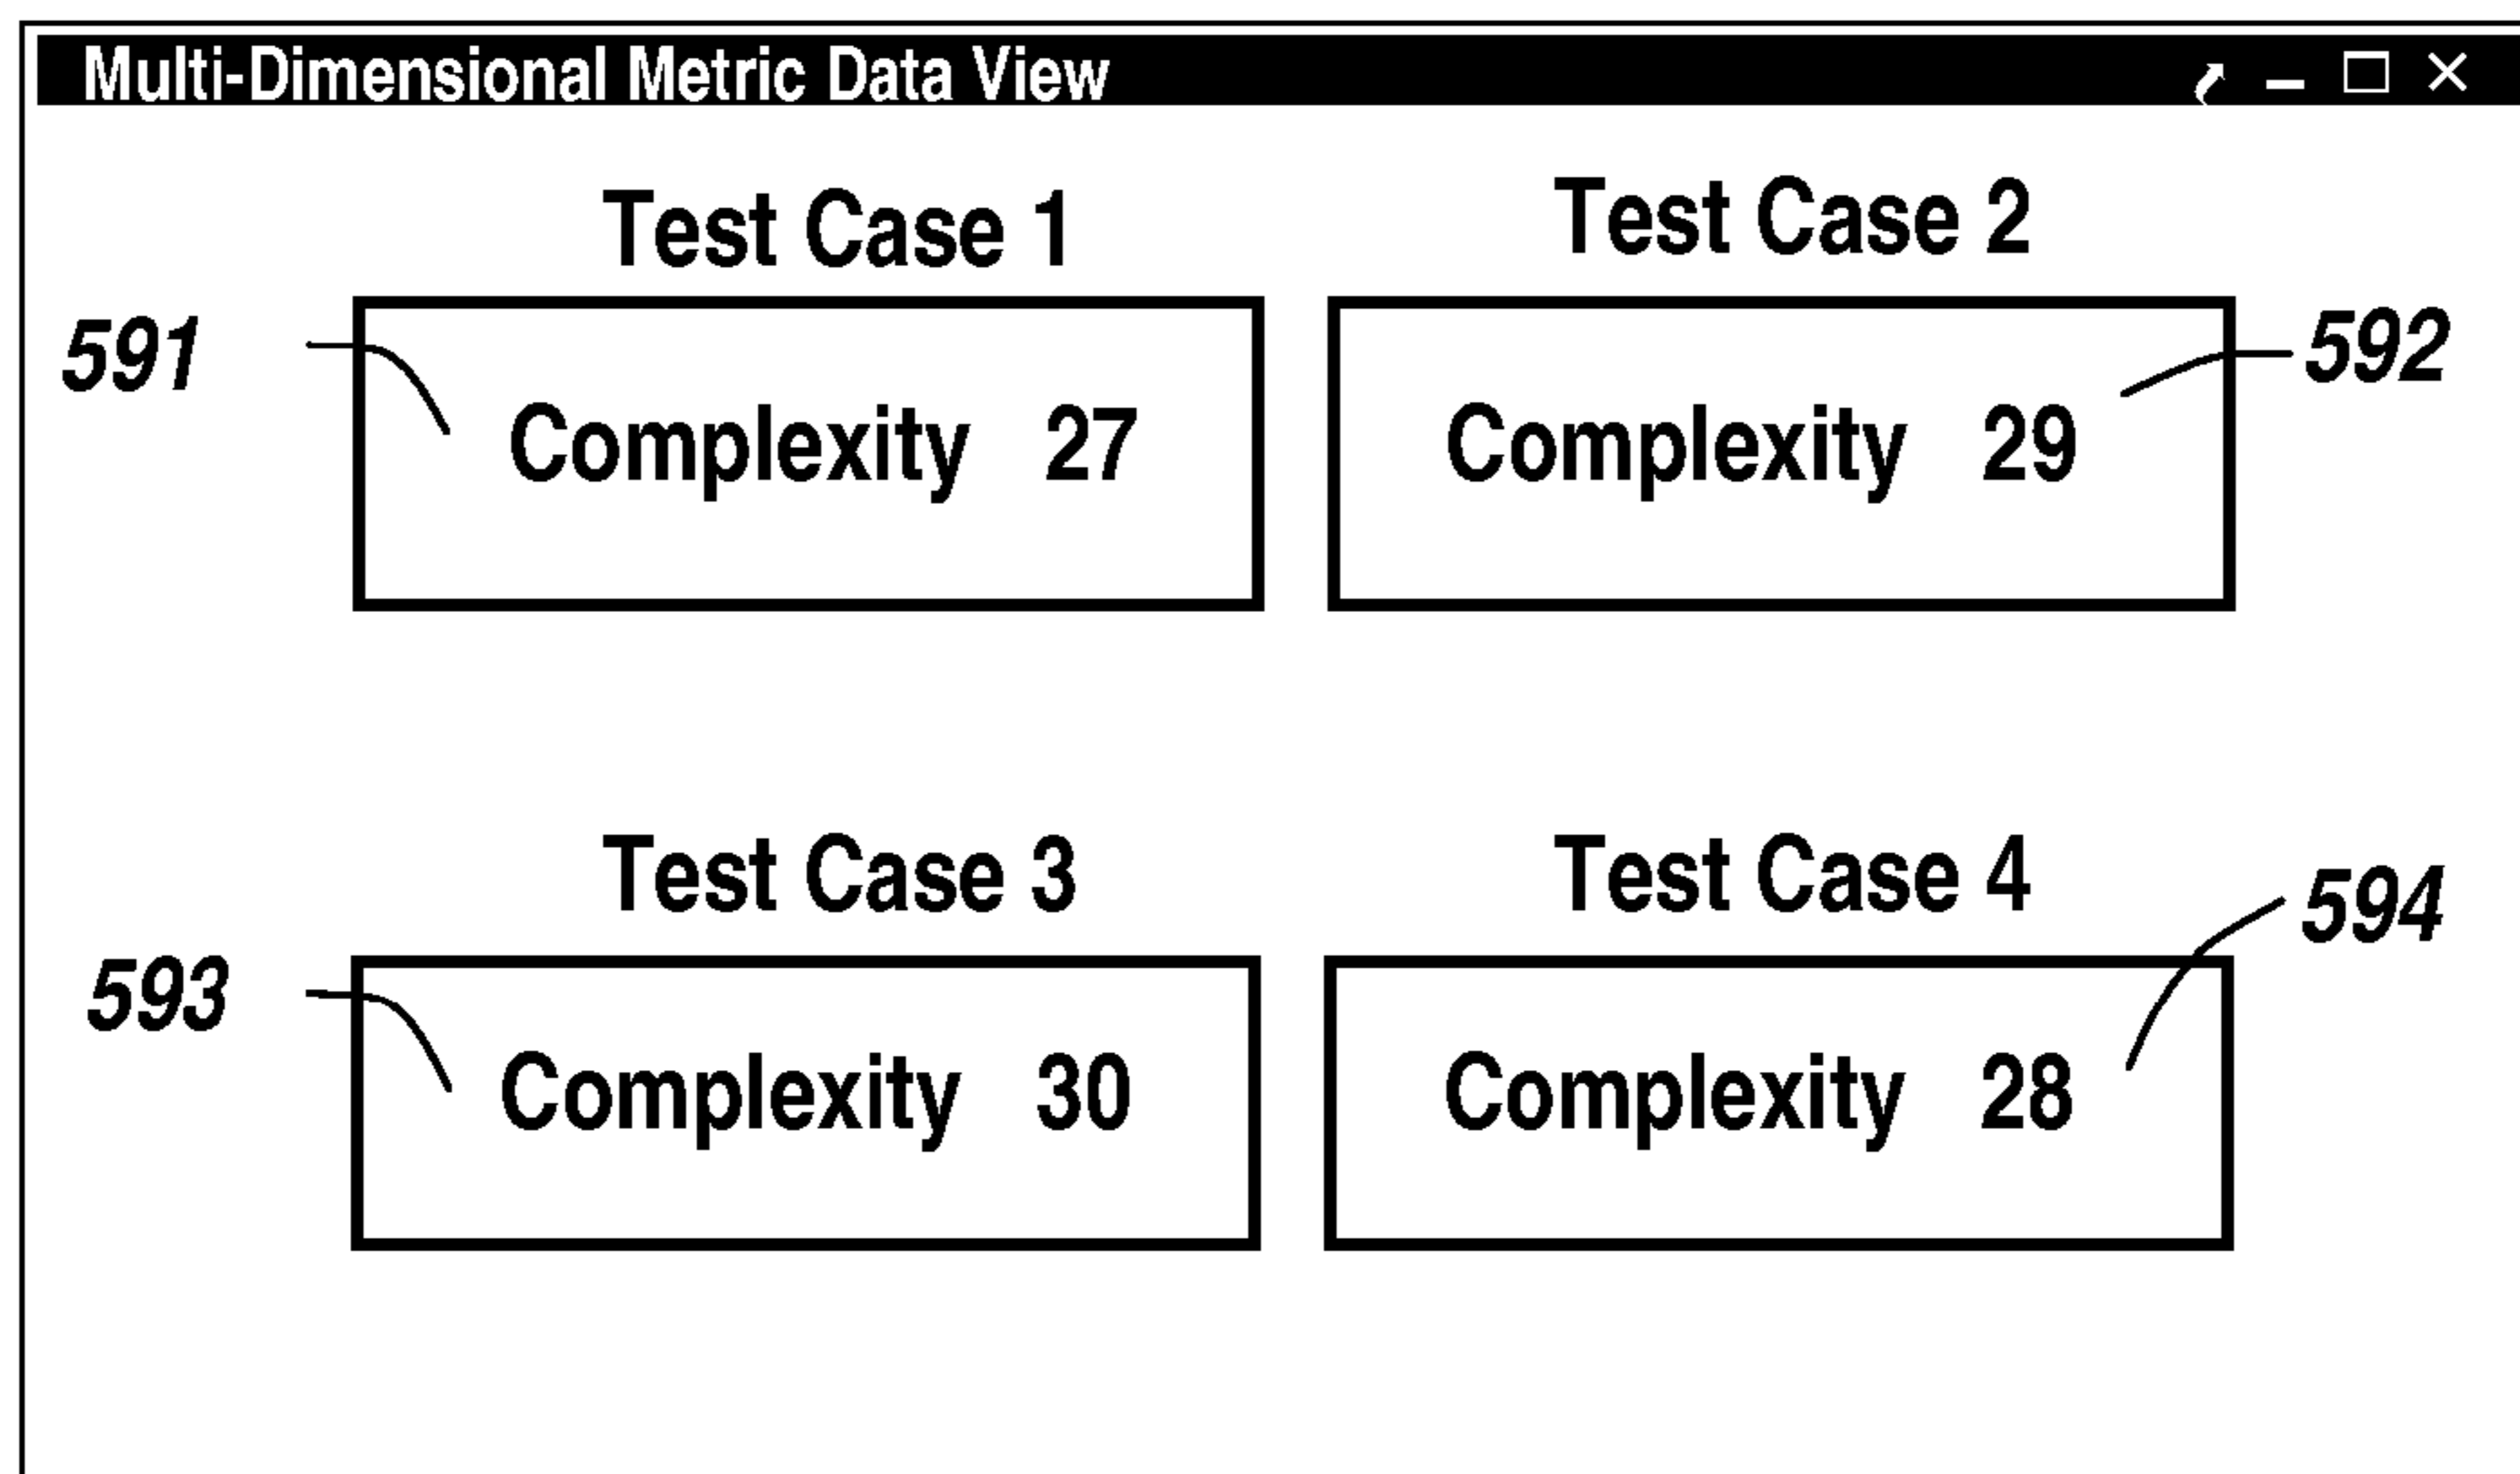 Multi-Dimensional Metric Data View
Test Case 1
Test Case 2
591
592
Complexity 27
Complexity 29
Test Case 3
Test Case 4
593
594
Complexity 30
Complexity 28